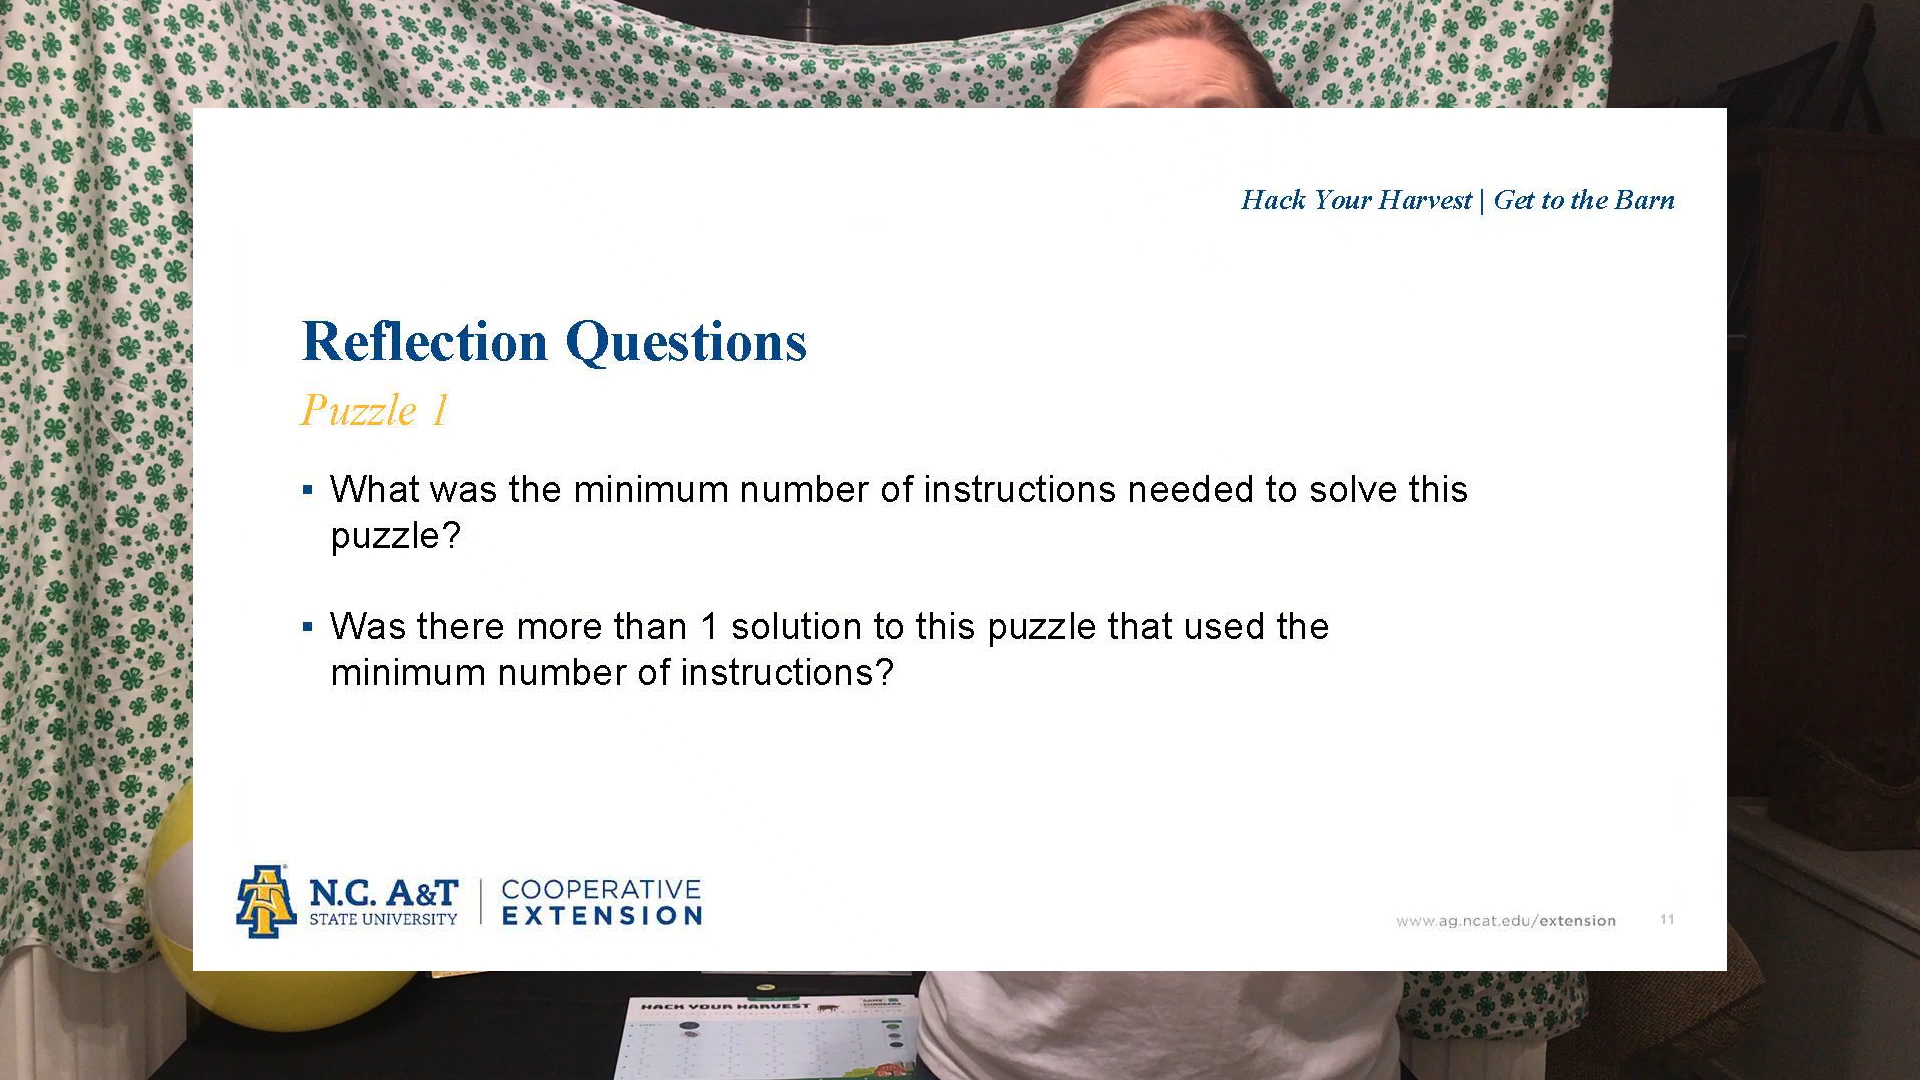 Hack Your Harvest | Get to the Barn
Reflection Questions
Puzzle 1
▪ What was the minimum number of instructions needed to solve this
puzzle?
▪ Was there more than 1 solution to this puzzle that used the
minimum number of instructions?
N.C. A&T
STATE UNIVERSITY
COOPERATIVE
EXTENSION
www.ag.ncat.edu/extension 11
HACK YOUR HARVEST